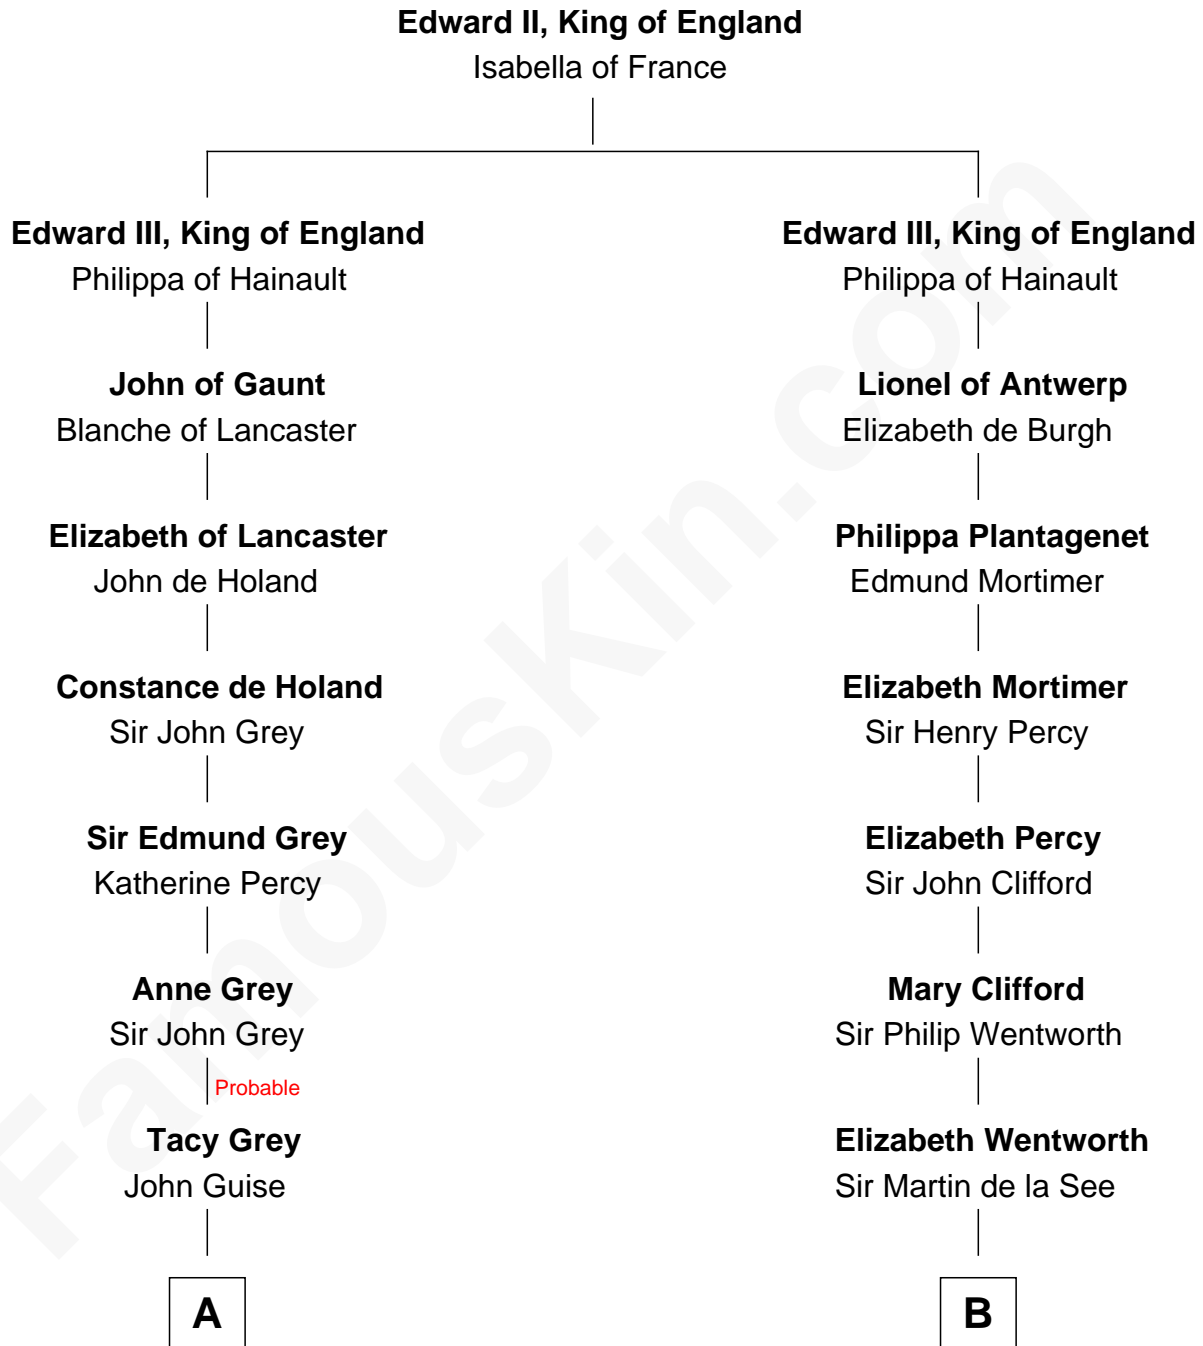 Edward II, King of England
Isabella of France
Edward III, King of England
Philippa of Hainault
John of Gaunt
Blanche of Lancaster
Elizabeth of Lancaster
John de Holand
Constance de Holand
Sir John Grey
Sir Edmund Grey
Katherine Percy
Anne Grey
Sir John Grey
Probable
Tacy Grey
John Guise
A
Edward III, King of England
Philippa of Hainault
Lionel of Antwerp
Elizabeth de Burgh
Philippa Plantagenet
Edmund Mortimer
Elizabeth Mortimer
Sir Henry Percy
Elizabeth Percy
Sir John Clifford
Mary Clifford
Sir Philip Wentworth
Elizabeth Wentworth
Sir Martin de la See
B
FamousKin.com